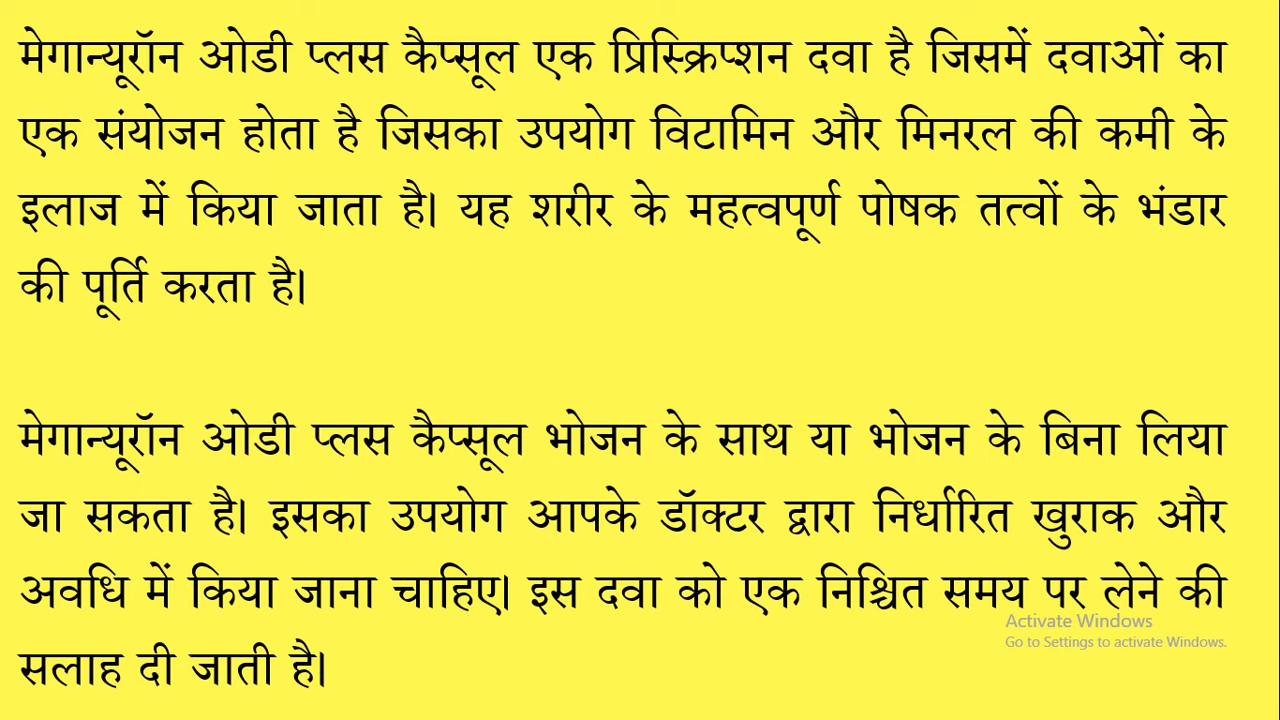 मेगान्यूरॉन ओडी प्लस कैप्सूल एक प्रिस्क्रिप्शन दवा है जिसमें दवाओं का
एक संयोजन होता है जिसका उपयोग विटामिन और मिनरल की कमी के
इलाज में किया जाता है। यह शरीर के महत्वपूर्ण पोषक तत्वों के भंडार
की पूर्ति करता है।
मेगान्यूरॉन ओडी प्लस कैप्सूल भोजन के साथ या भोजन के बिना लिया
जा सकता है। इसका उपयोग आपके डॉक्टर द्वारा निर्धारित खुराक और
अवधि में किया जाना चाहिए। इस दवा को एक निश्चित समय पर लेने की
Activate Windows
Go to Settings to activate Windows.
सलाह दी जाती है।